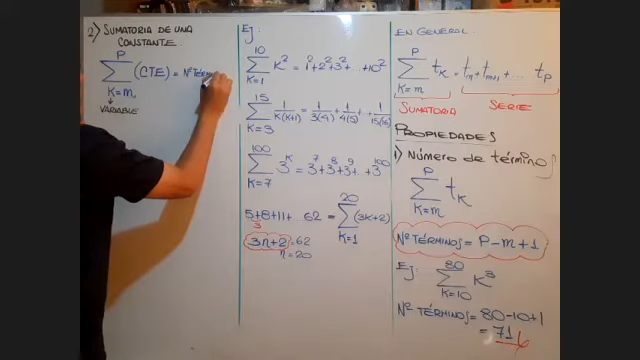 2) SUMATORIA DE UNA
CONSTANTE
P
∑ (CTE) = Nº TÉRM
K=m
↓
VARIABLE
Ej:
10
∑ K² = 1²+2²+3²+...+10²
K=1
15
∑ 1/K(K+1) = 1/3(4) + 1/4(5) + ... + 1/15(16)
K=3
100
∑ 3^K = 3^7+3^8+3^9+...+3^100
K=7
5+8+11+ ... 62 = ∑ (3K+2)
20
K=1
3
3n+2 = 62
n=20
EN GENERAL
P
∑ t_K = t_m + t_m+1 + ... t_P
K=m
SUMATORIA SERIE
PROPIEDADES
1) Número de términos
P
∑ t_K
K=m
Nº TÉRMINOS = P-m+1
Ej:
80
∑ K³
K=10
Nº TÉRMINOS = 80-10+1
= 71